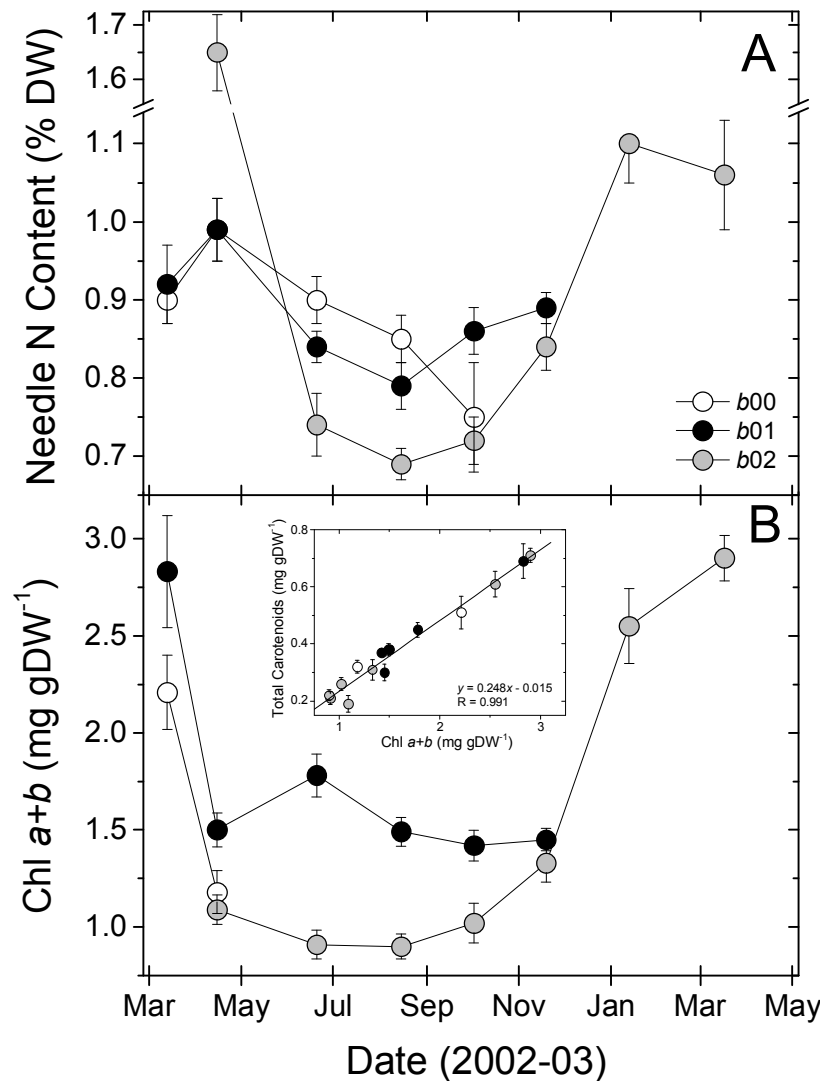 A
Needle N Content (% DW)
1.7
1.6
1.1
1.0
0.9
0.8
0.7
b00
b01
b02
B
Chl a+b (mg gDW⁻¹)
3.0
2.5
2.0
1.5
1.0
Total Carotenoids (mg gDW⁻¹)
0.8
0.6
0.4
0.2
y = 0.248x - 0.015
R = 0.991
1 2 3
Chl a+b (mg gDW⁻¹)
Mar May Jul Sep Nov Jan Mar May
Date (2002-03)